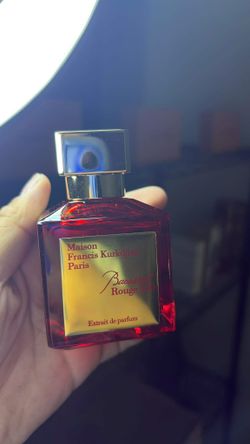 Maison
Francis Kurkdjian
Paris
Baccarat
Rouge
Extrait de parfum